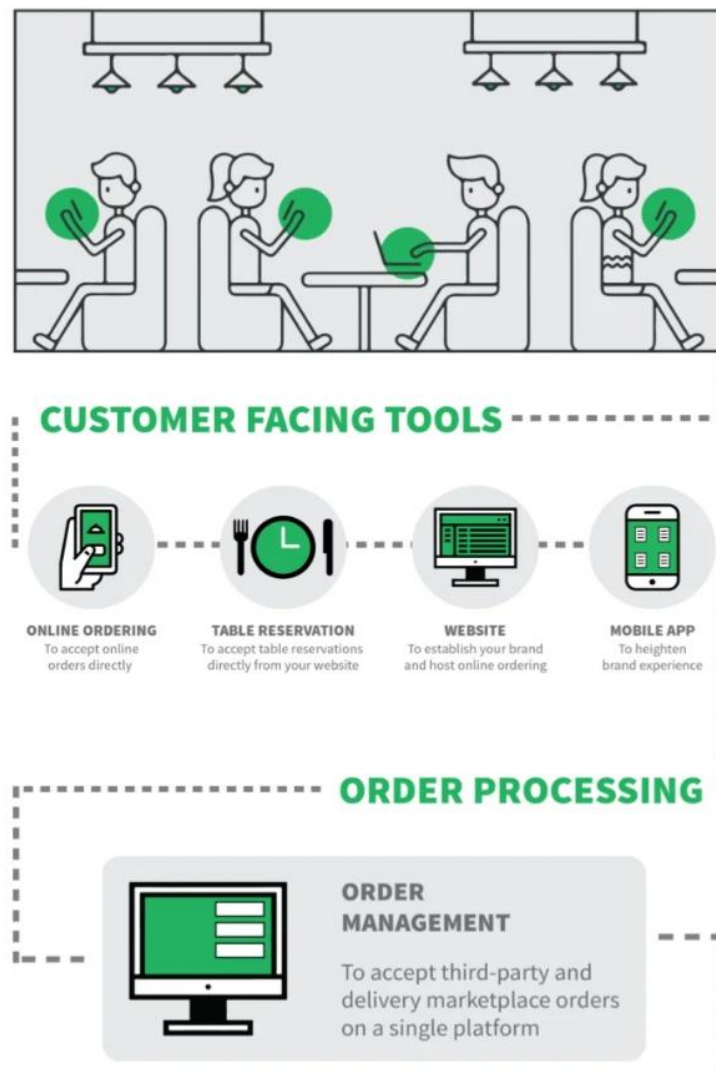 CUSTOMER FACING TOOLS
ONLINE ORDERING
To accept online
orders directly
TABLE RESERVATION
To accept table reservations
directly from your website
WEBSITE
To establish your brand
and host online ordering
MOBILE APP
To heighten
brand experience
ORDER PROCESSING
ORDER
MANAGEMENT
To accept third-party and
delivery marketplace orders
on a single platform